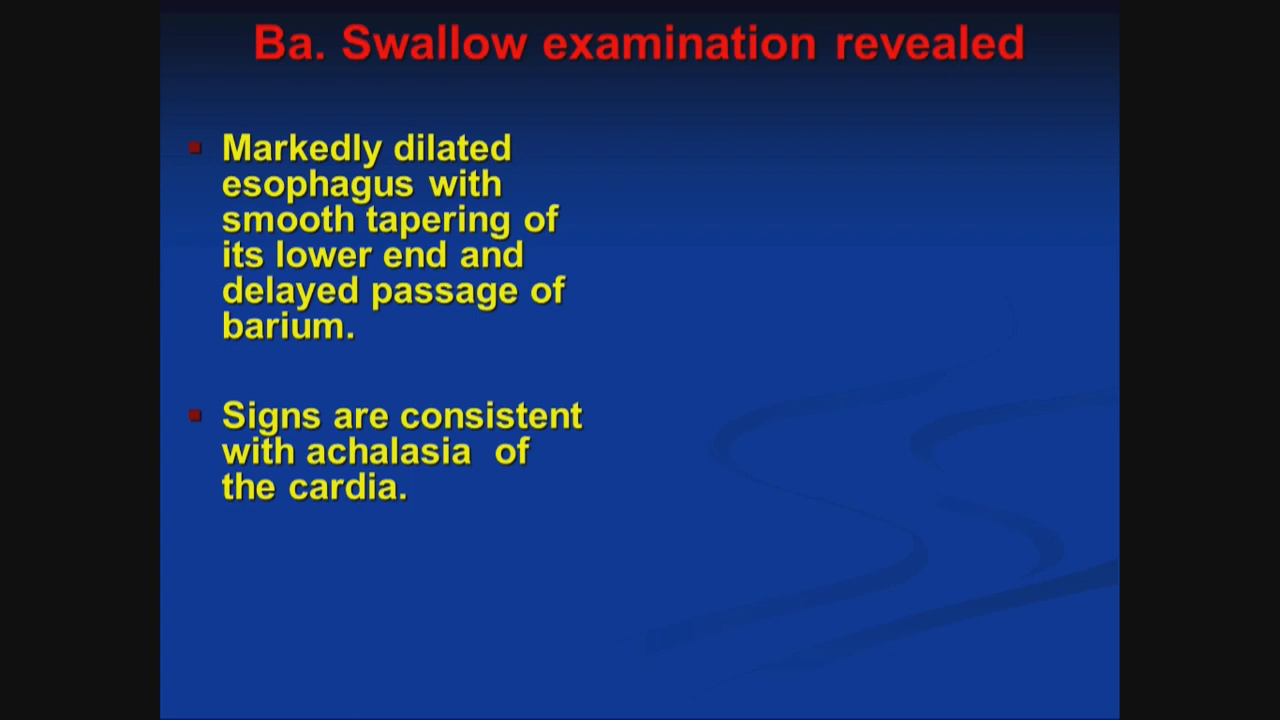 Ba. Swallow examination revealed
Markedly dilated
esophagus with
smooth tapering of
its lower end and
delayed passage of
barium.
Signs are consistent
with achalasia of
the cardia.